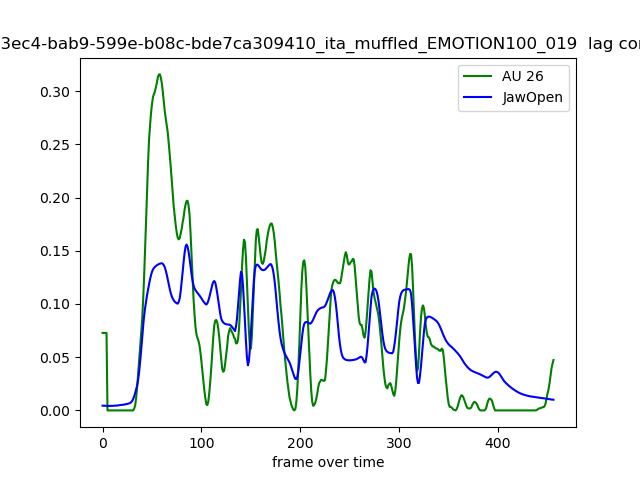 3ec4-bab9-599e-b08c-bde7ca309410_ita_muffled_EMOTION100_019 lag
AU 26
JawOpen
0.30
0.25
0.20
0.15
0.10
0.05
0.00
0 100 200 300 400
frame over time